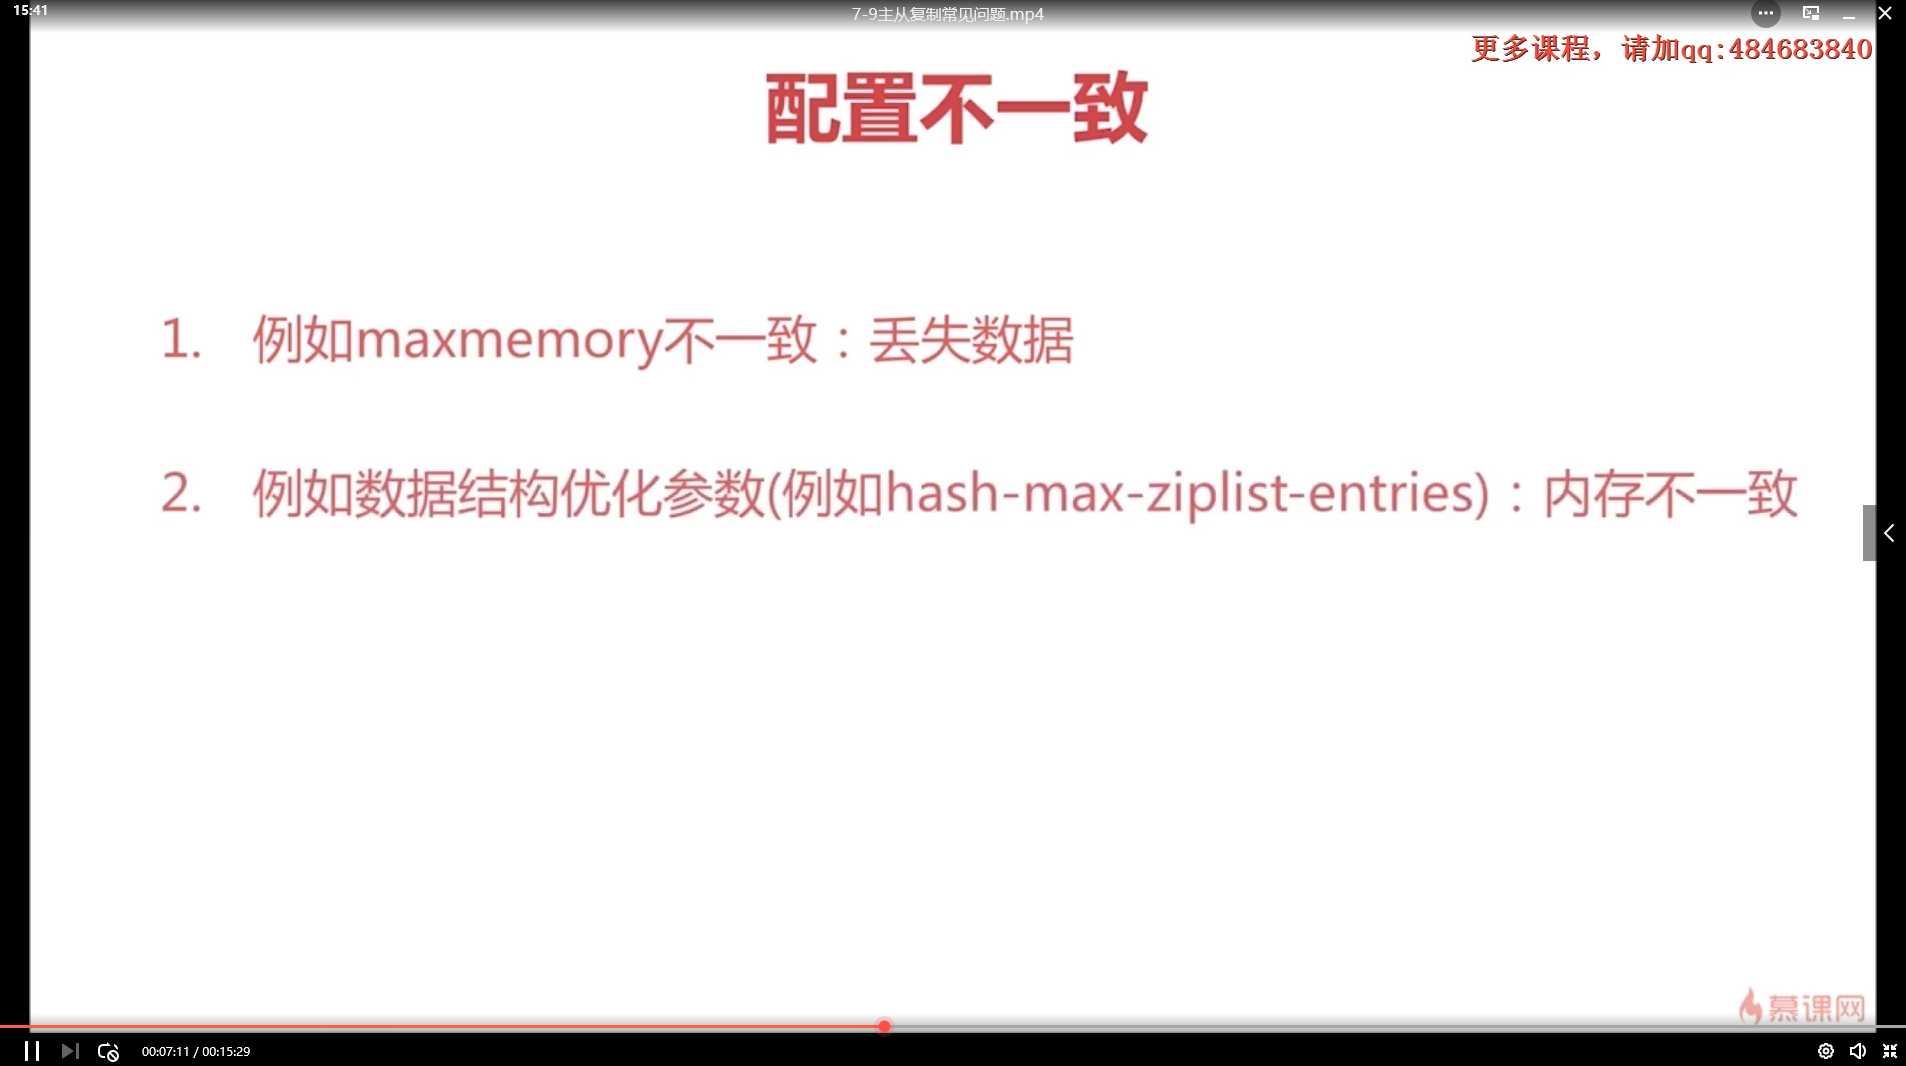 15:41
7-9主从复制常见问题.mp4
更多课程，请加qq:484683840
配置不一致
1. 例如maxmemory不一致：丢失数据
2. 例如数据结构优化参数(例如hash-max-ziplist-entries)：内存不一致
慕课网
00:07:11 / 00:15:29